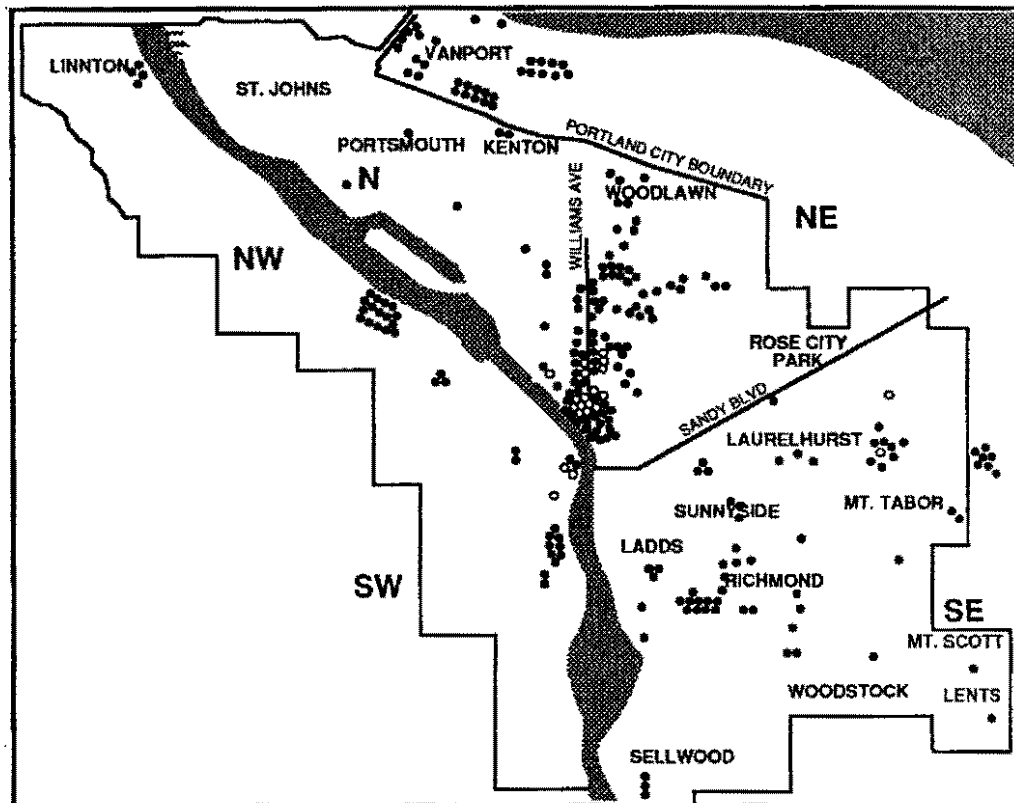 VANPORT
LINNTON
ST. JOHNS
PORTSMOUTH
KENTON
PORTLAND CITY BOUNDARY
N
WOODLAWN
WILLIAMS AVE
NE
NW
ROSE CITY
PARK
SANDY BLVD
LAURELHURST
MT. TABOR
SUNNYSIDE
LADDS
RICHMOND
SW
SE
MT. SCOTT
WOODSTOCK
LENTS
SELLWOOD